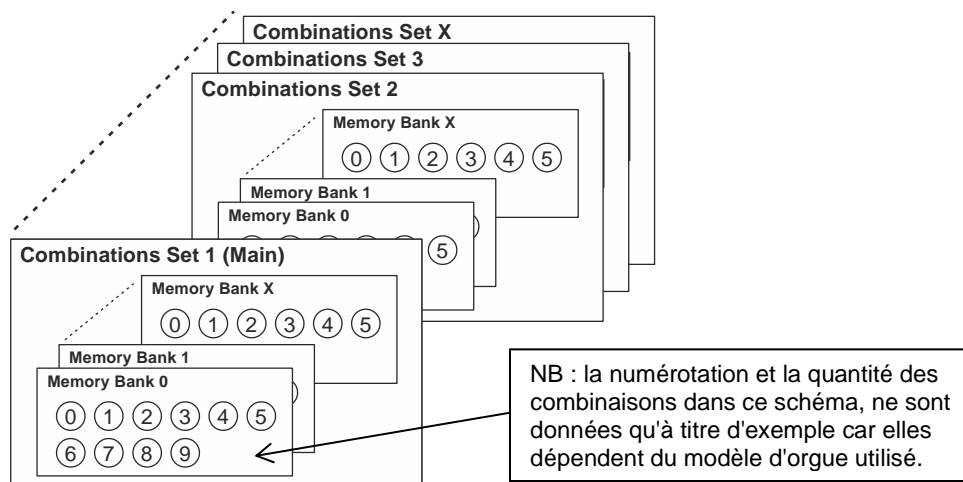 Combinations Set X
Combinations Set 3
Combinations Set 2
Memory Bank X
0 1 2 3 4 5
Memory Bank 1
Memory Bank 0
5
Combinations Set 1 (Main)
Memory Bank X
0 1 2 3 4 5
Memory Bank 1
Memory Bank 0
0 1 2 3 4 5
6 7 8 9
NB : la numérotation et la quantité des
combinaisons dans ce schéma, ne sont
données qu'à titre d'exemple car elles
dépendent du modèle d'orgue utilisé.